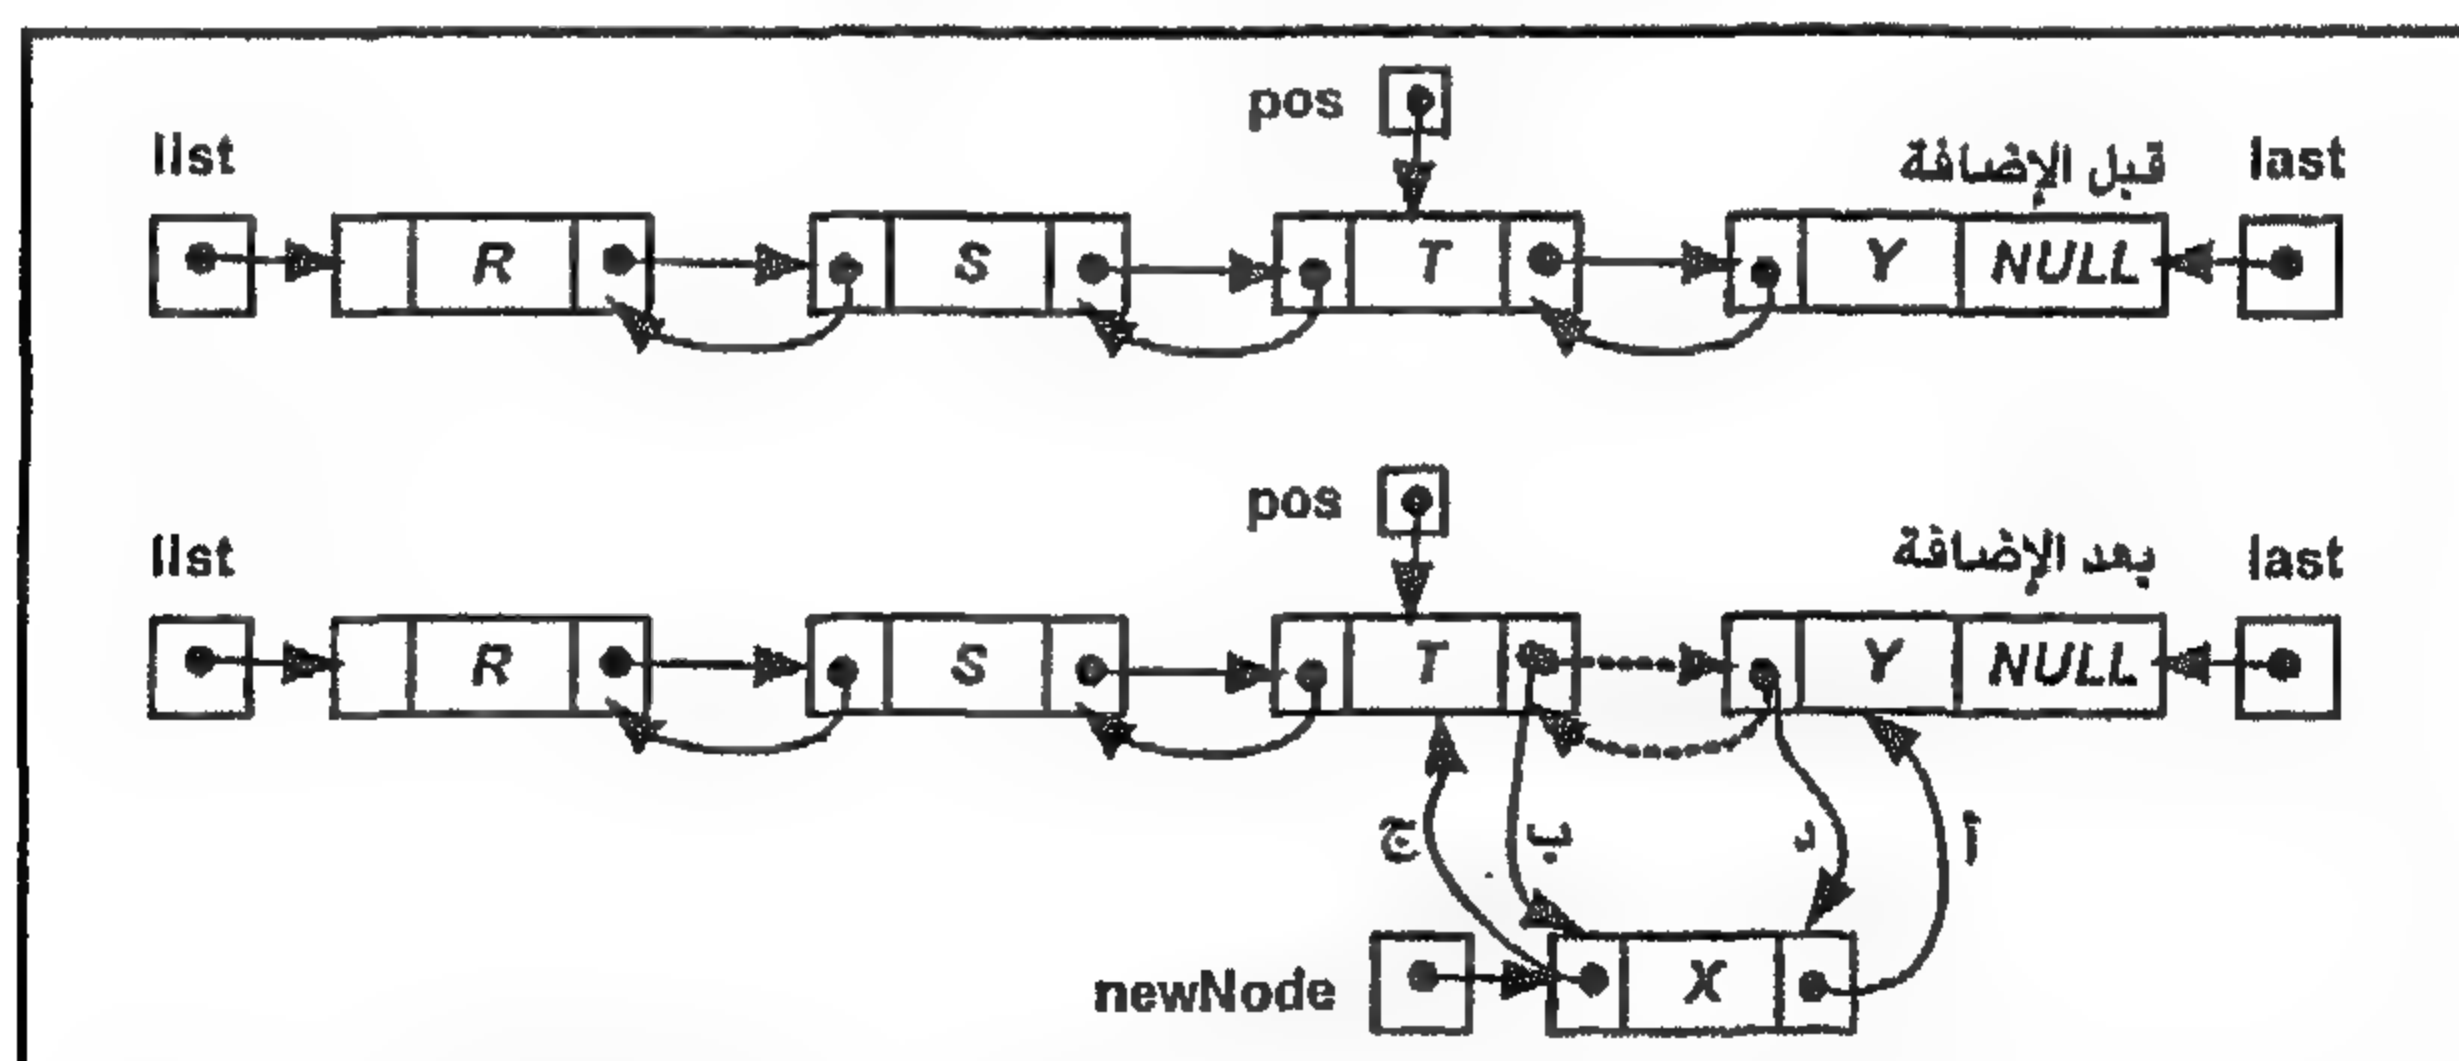 pos
list قبل الإضافة last
R S T Y NULL
pos
list بعد الإضافة last
R S T Y NULL
ج ب د أ
newNode X